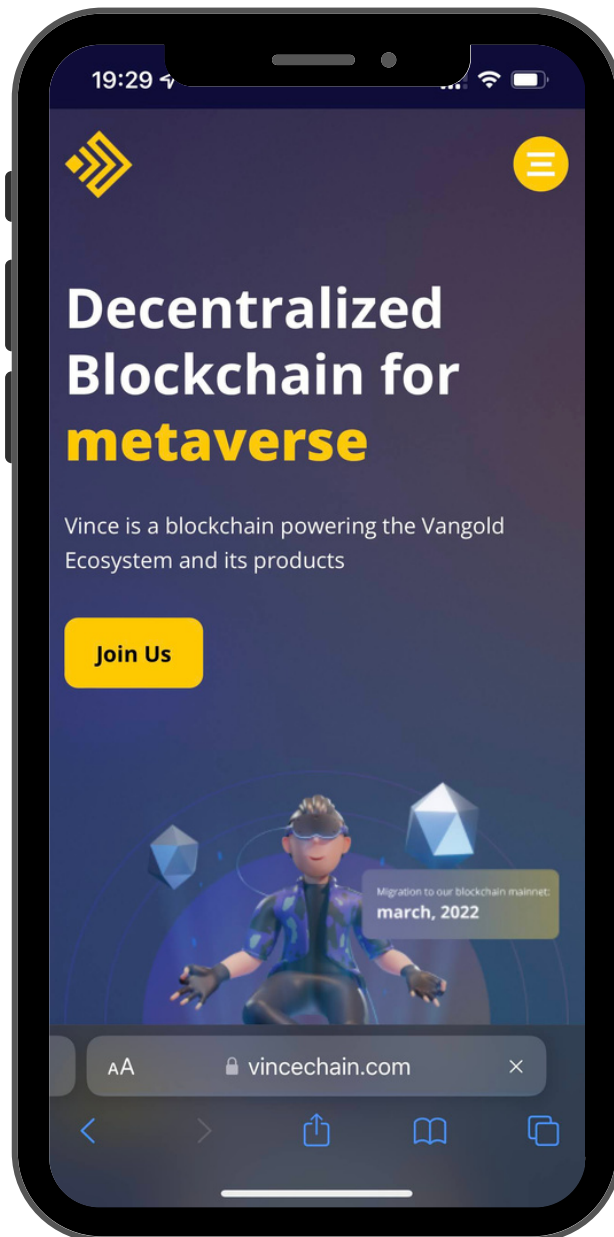 19:29
Decentralized
Blockchain for
metaverse
Vince is a blockchain powering the Vangold
Ecosystem and its products
Join Us
Migration to our blockchain mainnet:
march, 2022
AA
vincechain.com